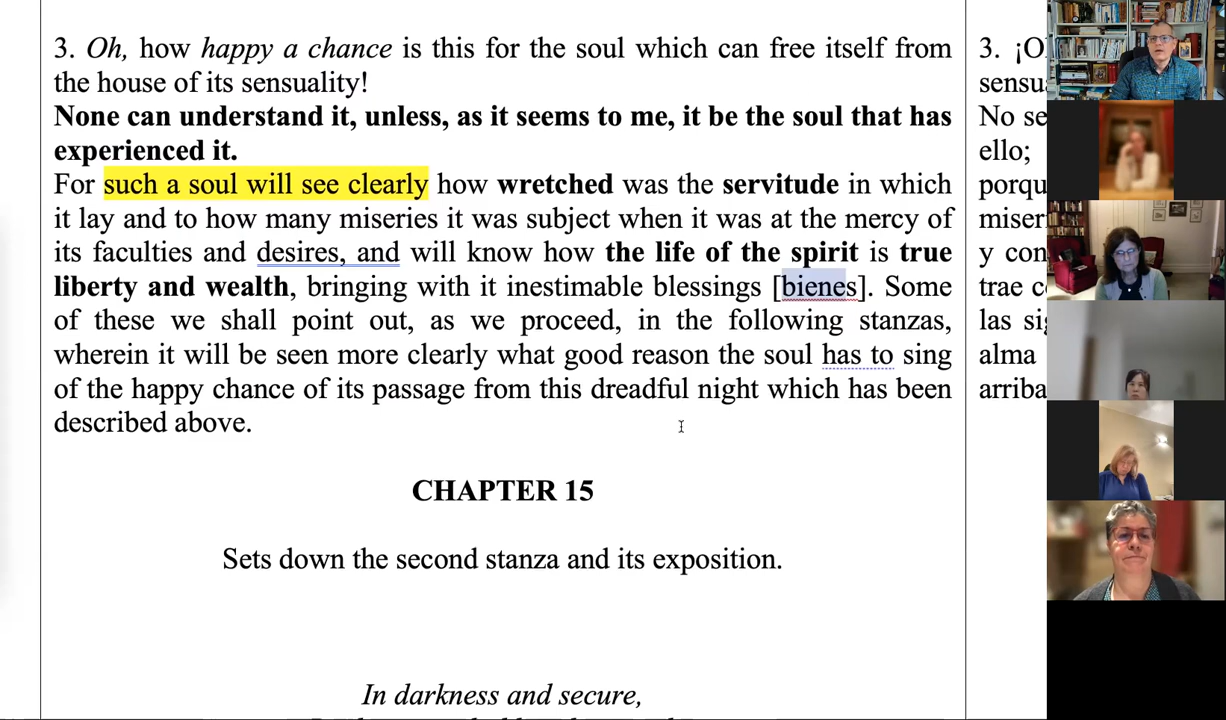 3. Oh, how happy a chance is this for the soul which can free itself from
the house of its sensuality!
None can understand it, unless, as it seems to me, it be the soul that has
experienced it.
For such a soul will see clearly how wretched was the servitude in which
it lay and to how many miseries it was subject when it was at the mercy of
its faculties and desires, and will know how the life of the spirit is true
liberty and wealth, bringing with it inestimable blessings [bienes]. Some
of these we shall point out, as we proceed, in the following stanzas,
wherein it will be seen more clearly what good reason the soul has to sing
of the happy chance of its passage from this dreadful night which has been
described above.
CHAPTER 15
Sets down the second stanza and its exposition.
In darkness and secure,
3. ¡O
sensu
No se
ello;
porqu
miser
y con
trae
las
alma
arriba